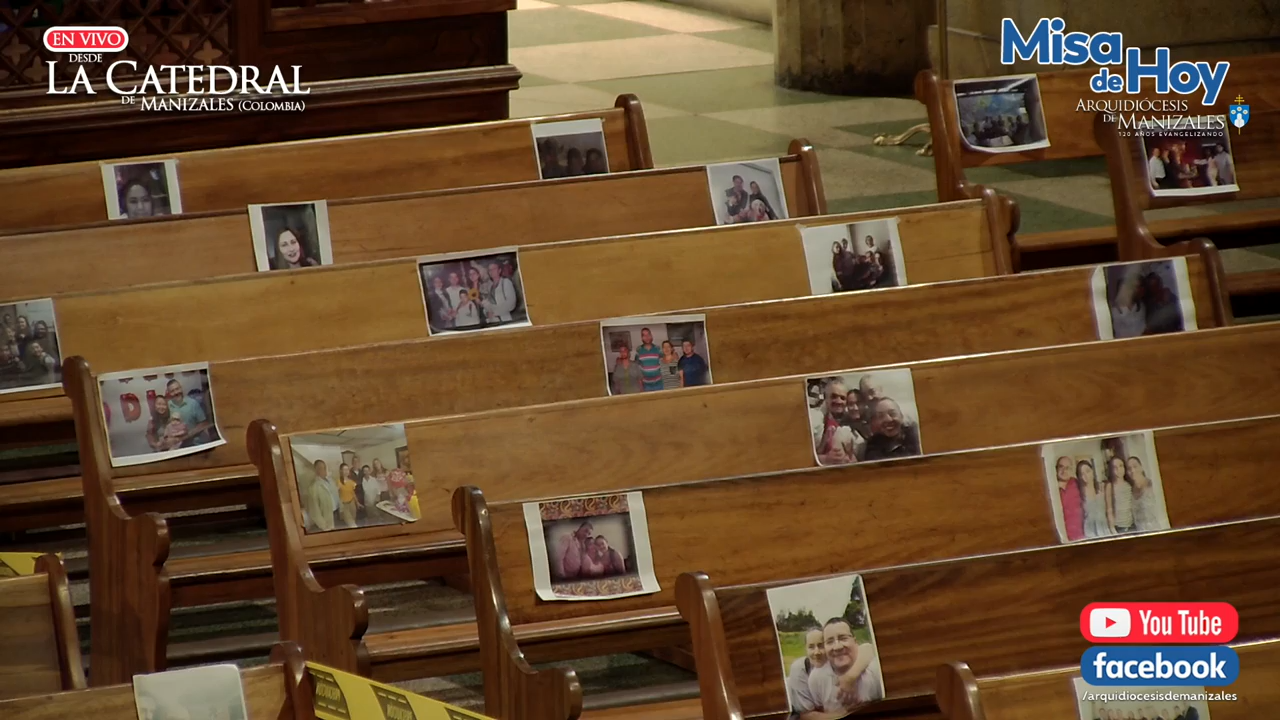 EN VIVO
DESDE
LA CATEDRAL
DE MANIZALES (COLOMBIA)
Misa
de Hoy
ARQUIDIÓCESIS
DE MANIZALES
120 AÑOS EVANGELIZANDO
You Tube
facebook
/arquidiocesisdemanizales